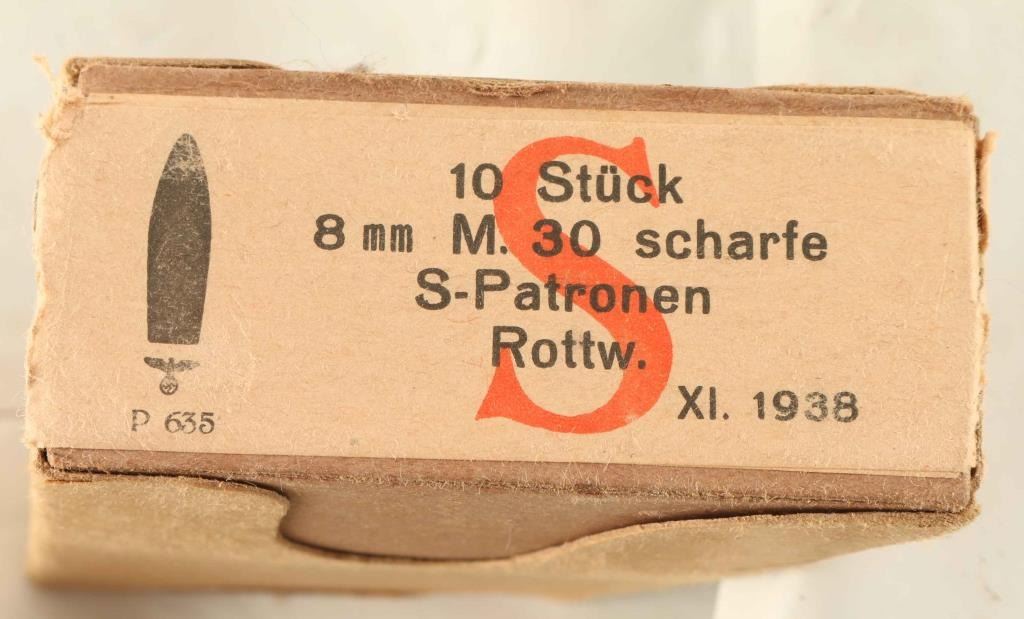 10 Stück
8 mm M. 30 scharfe
S-Patronen
Rottw.
XI. 1938
S
P 635